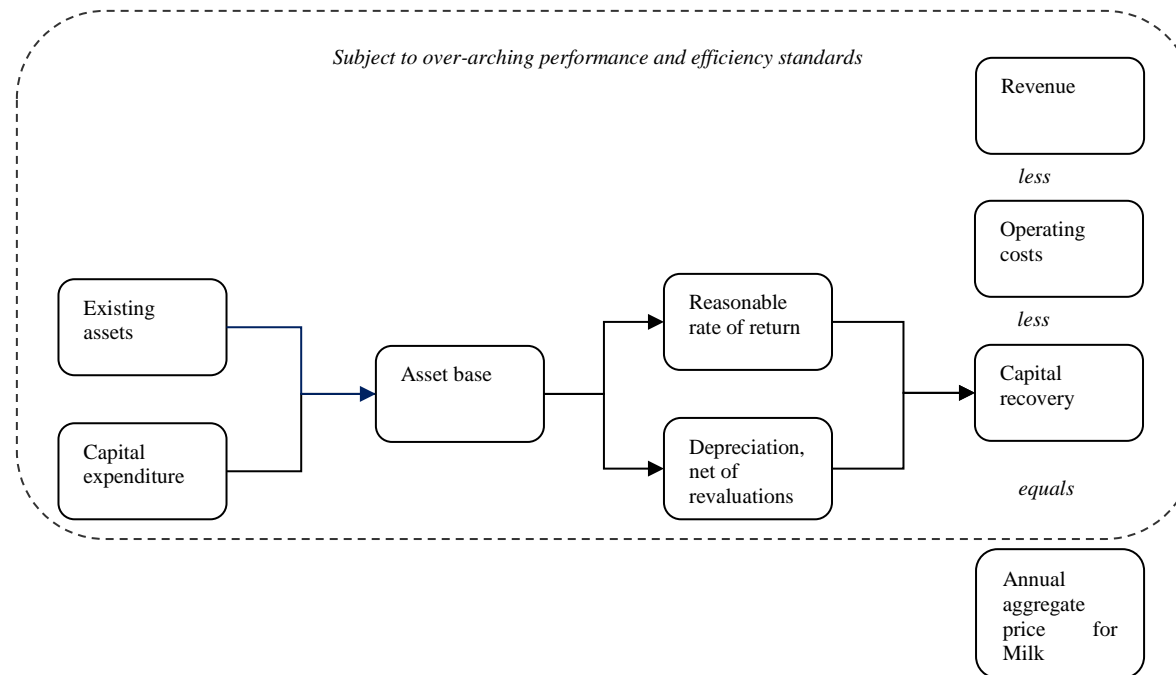 Subject to over-arching performance and efficiency standards
Revenue
less
Operating
costs
less
Existing
assets
Capital
expenditure
Asset base
Reasonable
rate of return
Depreciation,
net of
revaluations
Capital
recovery
equals
Annual
aggregate
price for
Milk